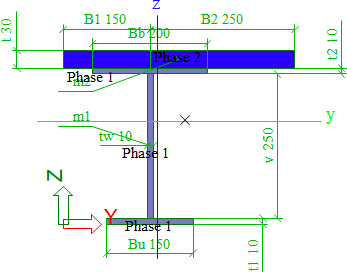 z
B1 150
B2 250
Bb 200
t 30
Phase 2
t2 10
Phase 1
m2
y
m1
tw 10
v 250
Phase 1
Z
Y
Phase 1
Bu 150
t1 10